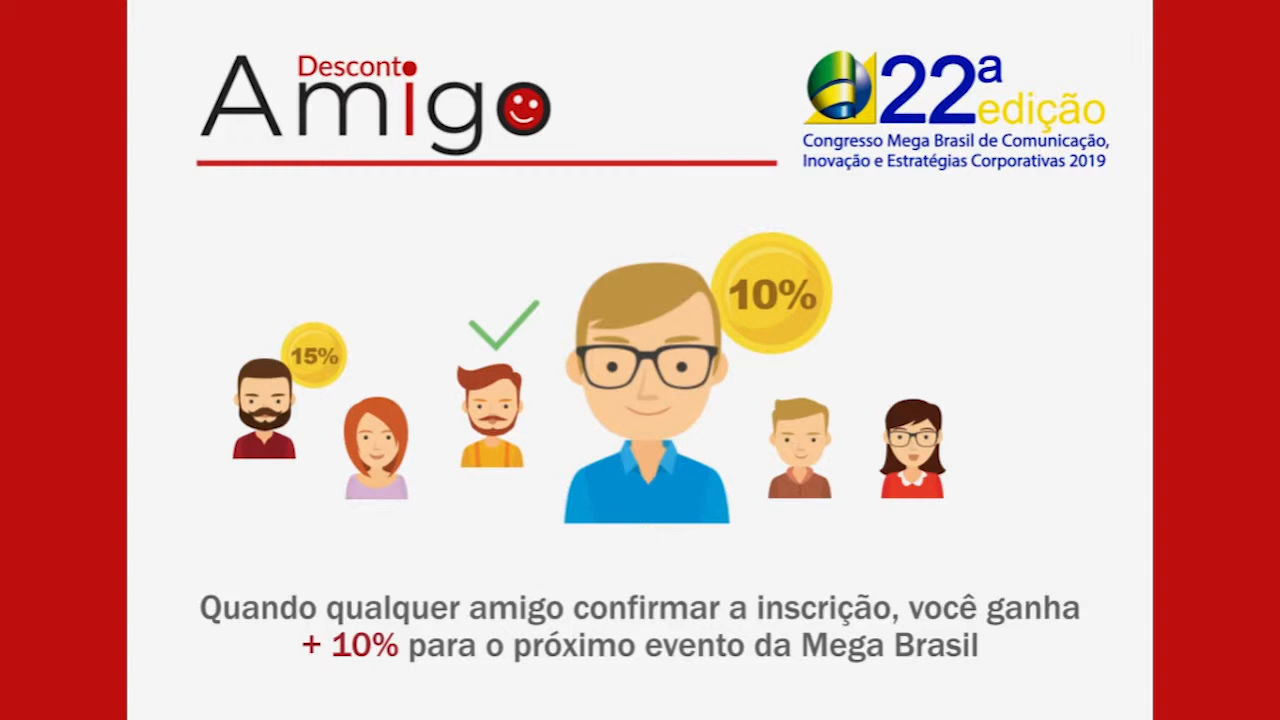 Desconto
Amigo
22ª
edição
Congresso Mega Brasil de Comunicação,
Inovação e Estratégias Corporativas 2019
10%
15%
Quando qualquer amigo confirmar a inscrição, você ganha
+ 10% para o próximo evento da Mega Brasil